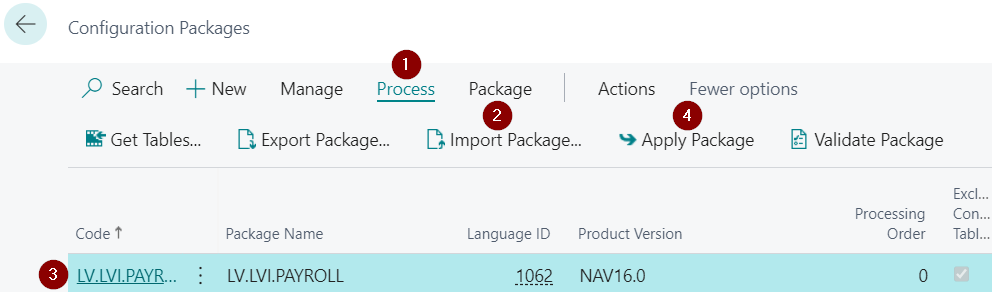 Configuration Packages
1
Search New Manage Process Package Actions Fewer options
2 4
Get Tables... Export Package... Import Package... Apply Package Validate Package
Excl...
Processing Con...
Code ↑ Package Name Language ID Product Version Order Tabl...
3 LV.LVI.PAYR... LV.LVI.PAYROLL 1062 NAV16.0 0